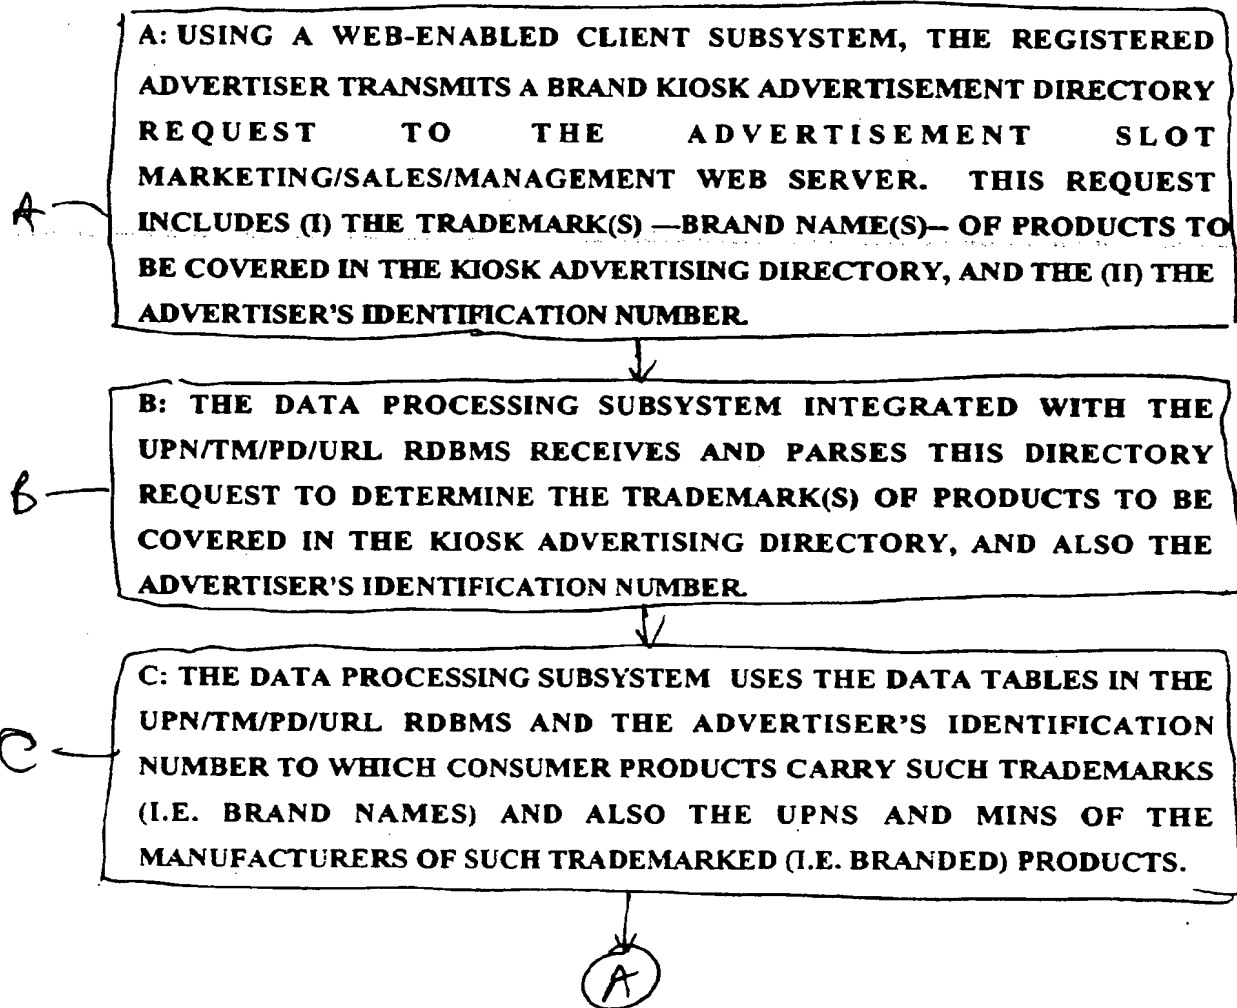 A: USING A WEB-ENABLED CLIENT SUBSYSTEM, THE REGISTERED
ADVERTISER TRANSMITS A BRAND KIOSK ADVERTISEMENT DIRECTORY
REQUEST TO THE ADVERTISEMENT SLOT
MARKETING/SALES/MANAGEMENT WEB SERVER. THIS REQUEST
A
INCLUDES (I) THE TRADEMARK(S) —BRAND NAME(S)– OF PRODUCTS TO
BE COVERED IN THE KIOSK ADVERTISING DIRECTORY, AND THE (II) THE
ADVERTISER'S IDENTIFICATION NUMBER.
B: THE DATA PROCESSING SUBSYSTEM INTEGRATED WITH THE
UPN/TM/PD/URL RDBMS RECEIVES AND PARSES THIS DIRECTORY
B
REQUEST TO DETERMINE THE TRADEMARK(S) OF PRODUCTS TO BE
COVERED IN THE KIOSK ADVERTISING DIRECTORY, AND ALSO THE
ADVERTISER'S IDENTIFICATION NUMBER.
C: THE DATA PROCESSING SUBSYSTEM USES THE DATA TABLES IN THE
UPN/TM/PD/URL RDBMS AND THE ADVERTISER'S IDENTIFICATION
C
NUMBER TO WHICH CONSUMER PRODUCTS CARRY SUCH TRADEMARKS
(I.E. BRAND NAMES) AND ALSO THE UPNS AND MINS OF THE
MANUFACTURERS OF SUCH TRADEMARKED (I.E. BRANDED) PRODUCTS.
A